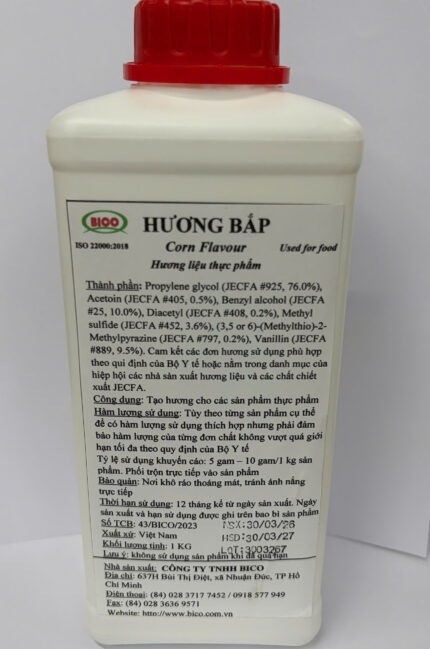 BICO
HƯƠNG BẮP
ISO 22000:2018
Corn Flavour
Used for food
Hương liệu thực phẩm
Thành phần: Propylene glycol (JECFA #925, 76.0%),
Acetoin (JECFA #405, 0.5%), Benzyl alcohol (JECFA
#25, 10.0%), Diacetyl (JECFA #408, 0.2%), Methyl
sulfide (JECFA #452, 3.6%), (3,5 or 6)-(Methylthio)-2-
Methylpyrazine (JECFA #797, 0.2%), Vanillin (JECFA
#889, 9.5%). Cam kết các đơn hương sử dụng phù hợp
theo qui định của Bộ Y tế hoặc nằm trong danh mục của
hiệp hội các nhà sản xuất hương liệu và các chất chiết
xuất JECFA.
Công dụng: Tạo hương cho các sản phẩm thực phẩm
Hàm lượng sử dụng: Tùy theo từng sản phẩm cụ thể
để có hàm lượng sử dụng thích hợp nhưng phải đảm
bảo hàm lượng của từng đơn chất không vượt quá giới
hạn tối đa theo quy định của Bộ Y tế
Tỷ lệ sử dụng khuyến cáo: 5 gam – 10 gam/1 kg sản
phẩm. Phối trộn trực tiếp vào sản phẩm
Bảo quản: Nơi khô ráo thoáng mát, tránh ánh nắng
trực tiếp
Thời hạn sử dụng: 12 tháng kể từ ngày sản xuất. Ngày
sản xuất và hạn sử dụng được ghi trên bao bì sản phẩm
Số TCB: 43/BICO/2023 NSX:30/03/26
Xuất xứ: Việt Nam HSD:30/03/27
Khối lượng tịnh: 1 KG LOT:3003267
Lưu ý: không sử dụng sản phẩm khi đã quá hạn
Nhà sản xuất: CÔNG TY TNHH BICO
Địa chỉ: 637H Bùi Thị Điệt, xã Nhuận Đức, TP Hồ
Chí Minh
Điện thoại: (84) 028 3717 7452 / 0918 577 949
Fax: (84) 028 3636 9571
Website: http://www.bico.com.vn